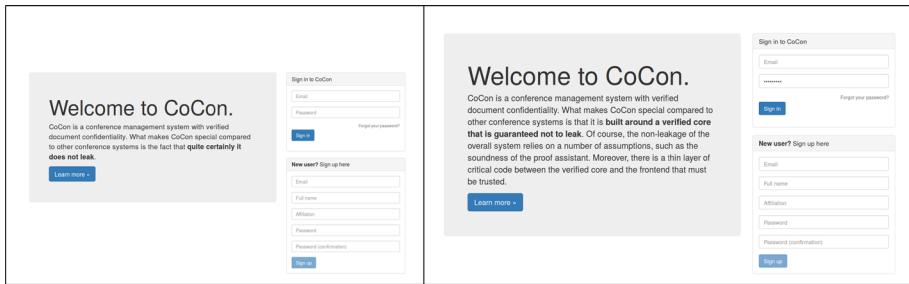 Welcome to CoCon.
CoCon is a conference management system with verified
document confidentiality. What makes CoCon special compared
to other conference systems is the fact that quite certainly it
does not leak.
Learn more »
Sign in to CoCon
Email
Password
Forgot your password?
Sign in
New user? Sign up here
Email
Full name
Affiliation
Password
Password (confirmation)
Sign up
Welcome to CoCon.
CoCon is a conference management system with verified
document confidentiality. What makes CoCon special compared to
other conference systems is that it is built around a verified core
that is guaranteed not to leak. Of course, the non-leakage of the
overall system relies on a number of assumptions, such as the
soundness of the proof assistant. Moreover, there is a thin layer of
critical code between the verified core and the frontend that must
be trusted.
Learn more »
Sign in to CoCon
Email
•••••••••
Forgot your password?
Sign in
New user? Sign up here
Email
Full name
Affiliation
Password
Password (confirmation)
Sign up